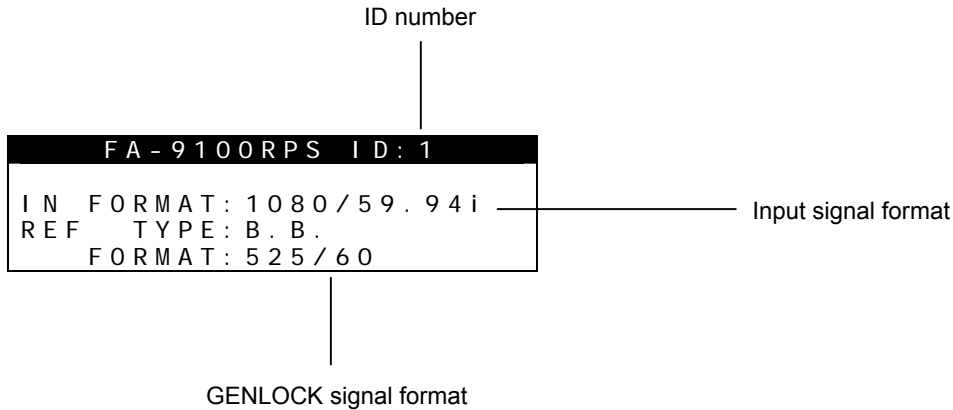 ID number
FA-9100RPS ID:1
IN FORMAT:1080/59.94i
Input signal format
REF TYPE:B.B.
FORMAT:525/60
GENLOCK signal format